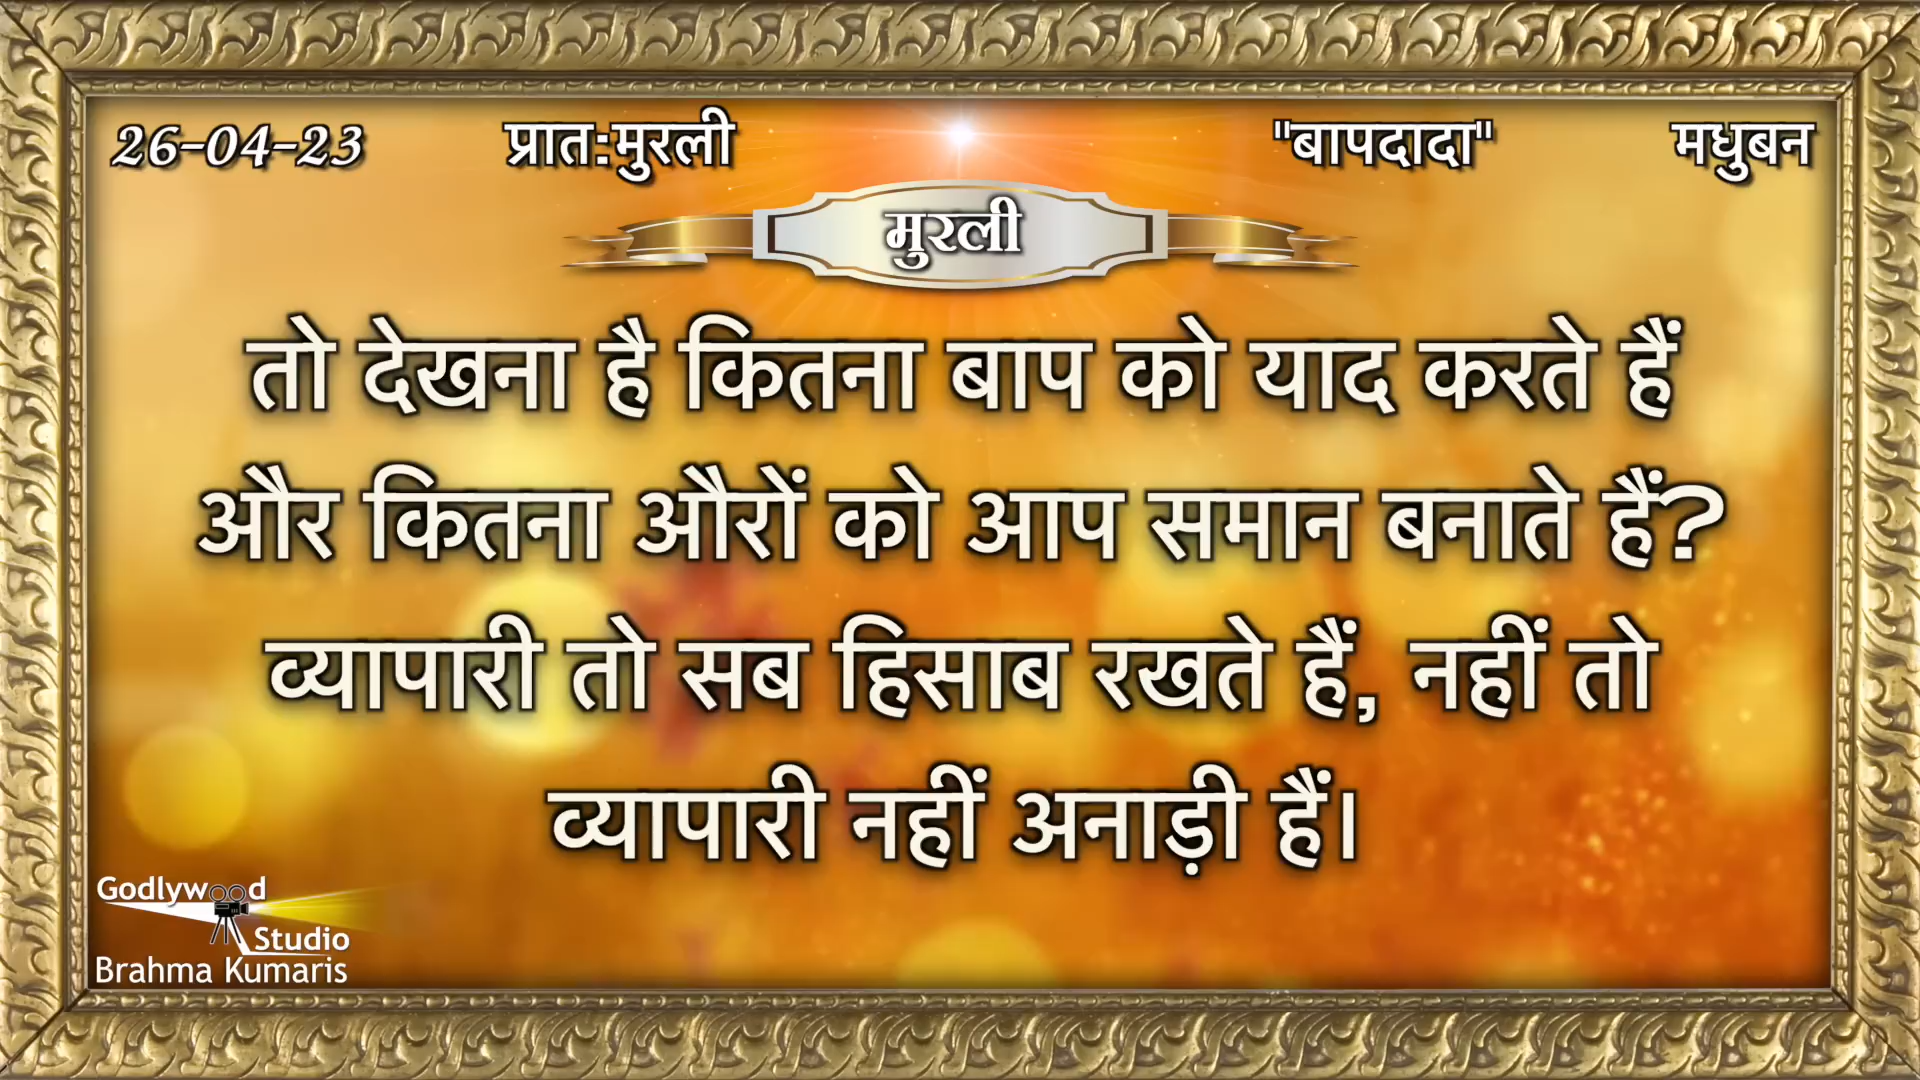 26-04-23 प्रात:मुरली "बापदादा" मधुबन
मुरली
तो देखना है कितना बाप को याद करते हैं
और कितना औरों को आप समान बनाते हैं?
व्यापारी तो सब हिसाब रखते हैं, नहीं तो
व्यापारी नहीं अनाड़ी हैं।
Godlywood
Studio
Brahma Kumaris